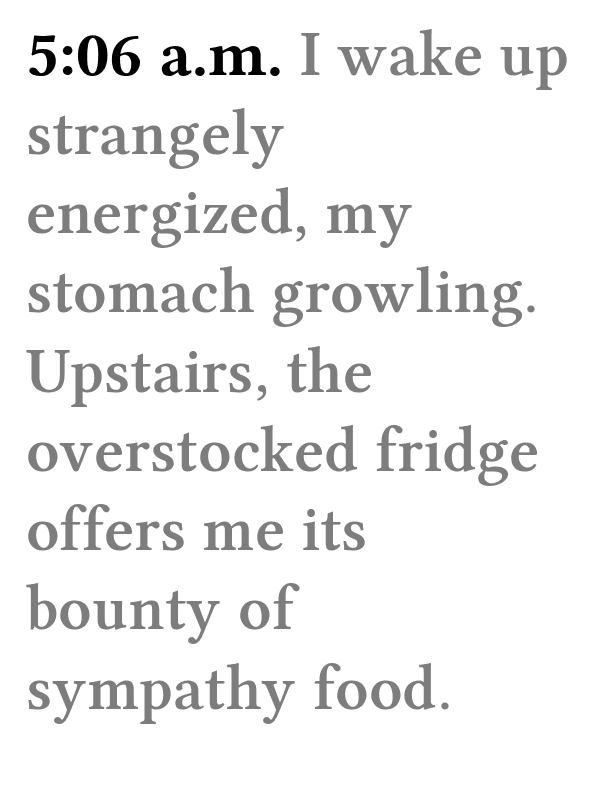 5:06 a.m. I wake up
strangely
energized, my
stomach growling.
Upstairs, the
overstocked fridge
offers me its
bounty of
sympathy food.